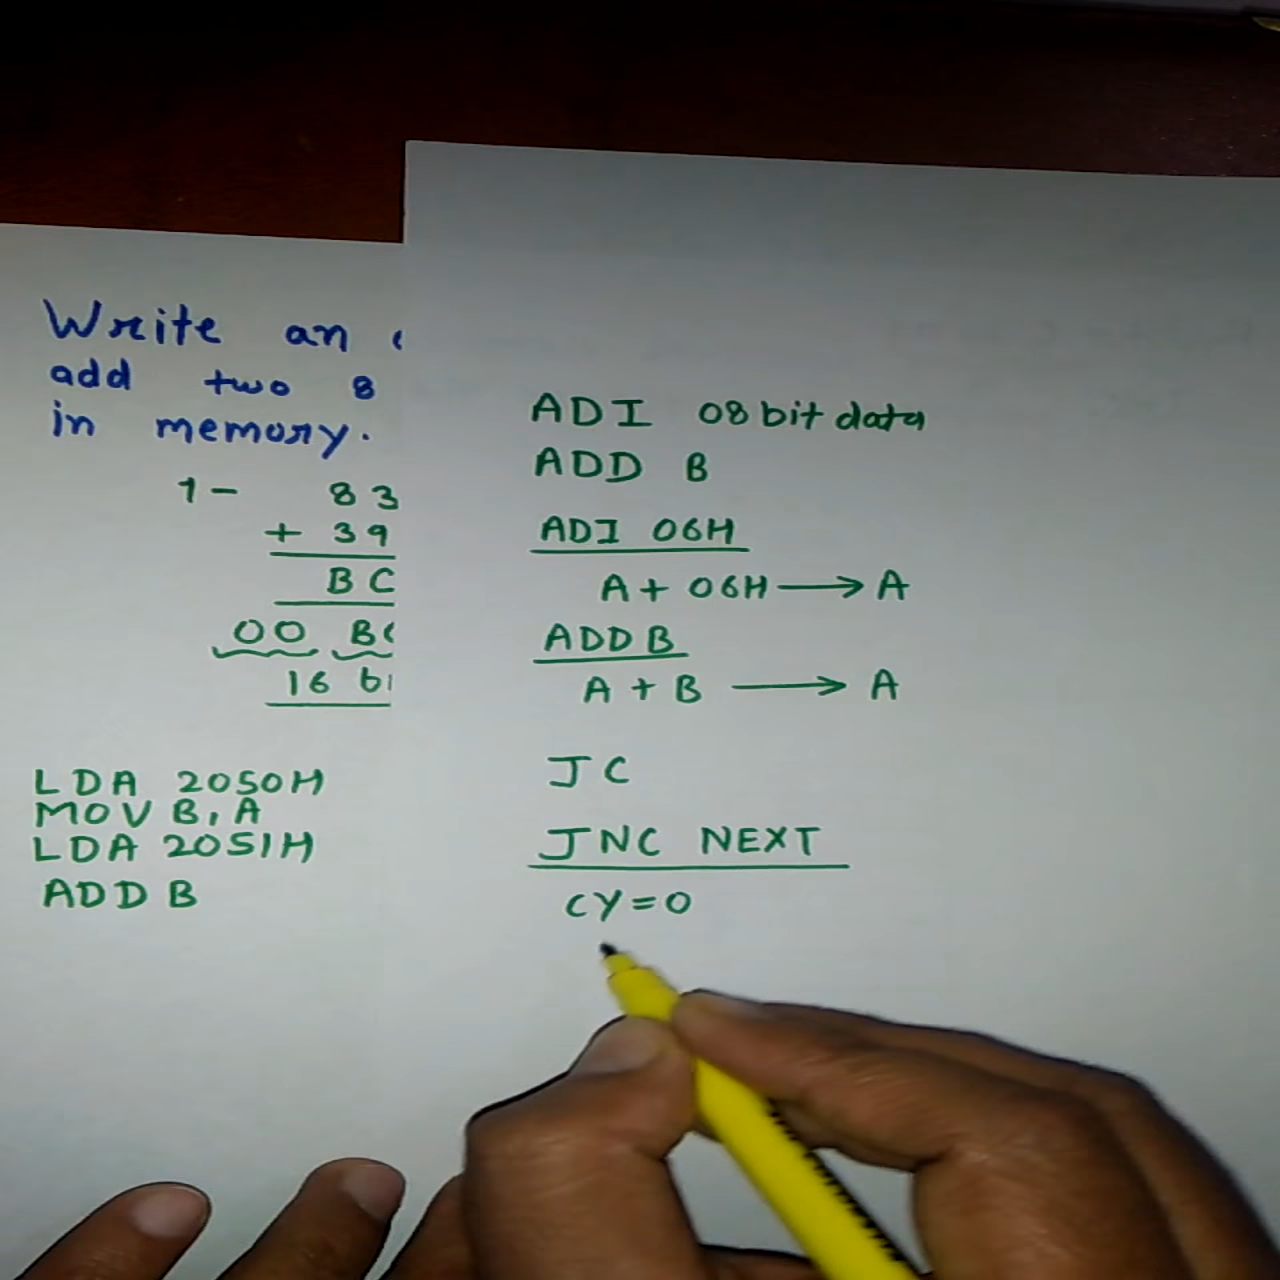 Write an
add two 8
in memory.
1- 83
+ 39
BC
00 B
16 b
LDA 2050H
MOV B, A
LDA 2051H
ADD B
ADI 08 bit data
ADD B
ADI 06H
A + 06H → A
ADD B
A + B → A
JC
JNC NEXT
CY=0